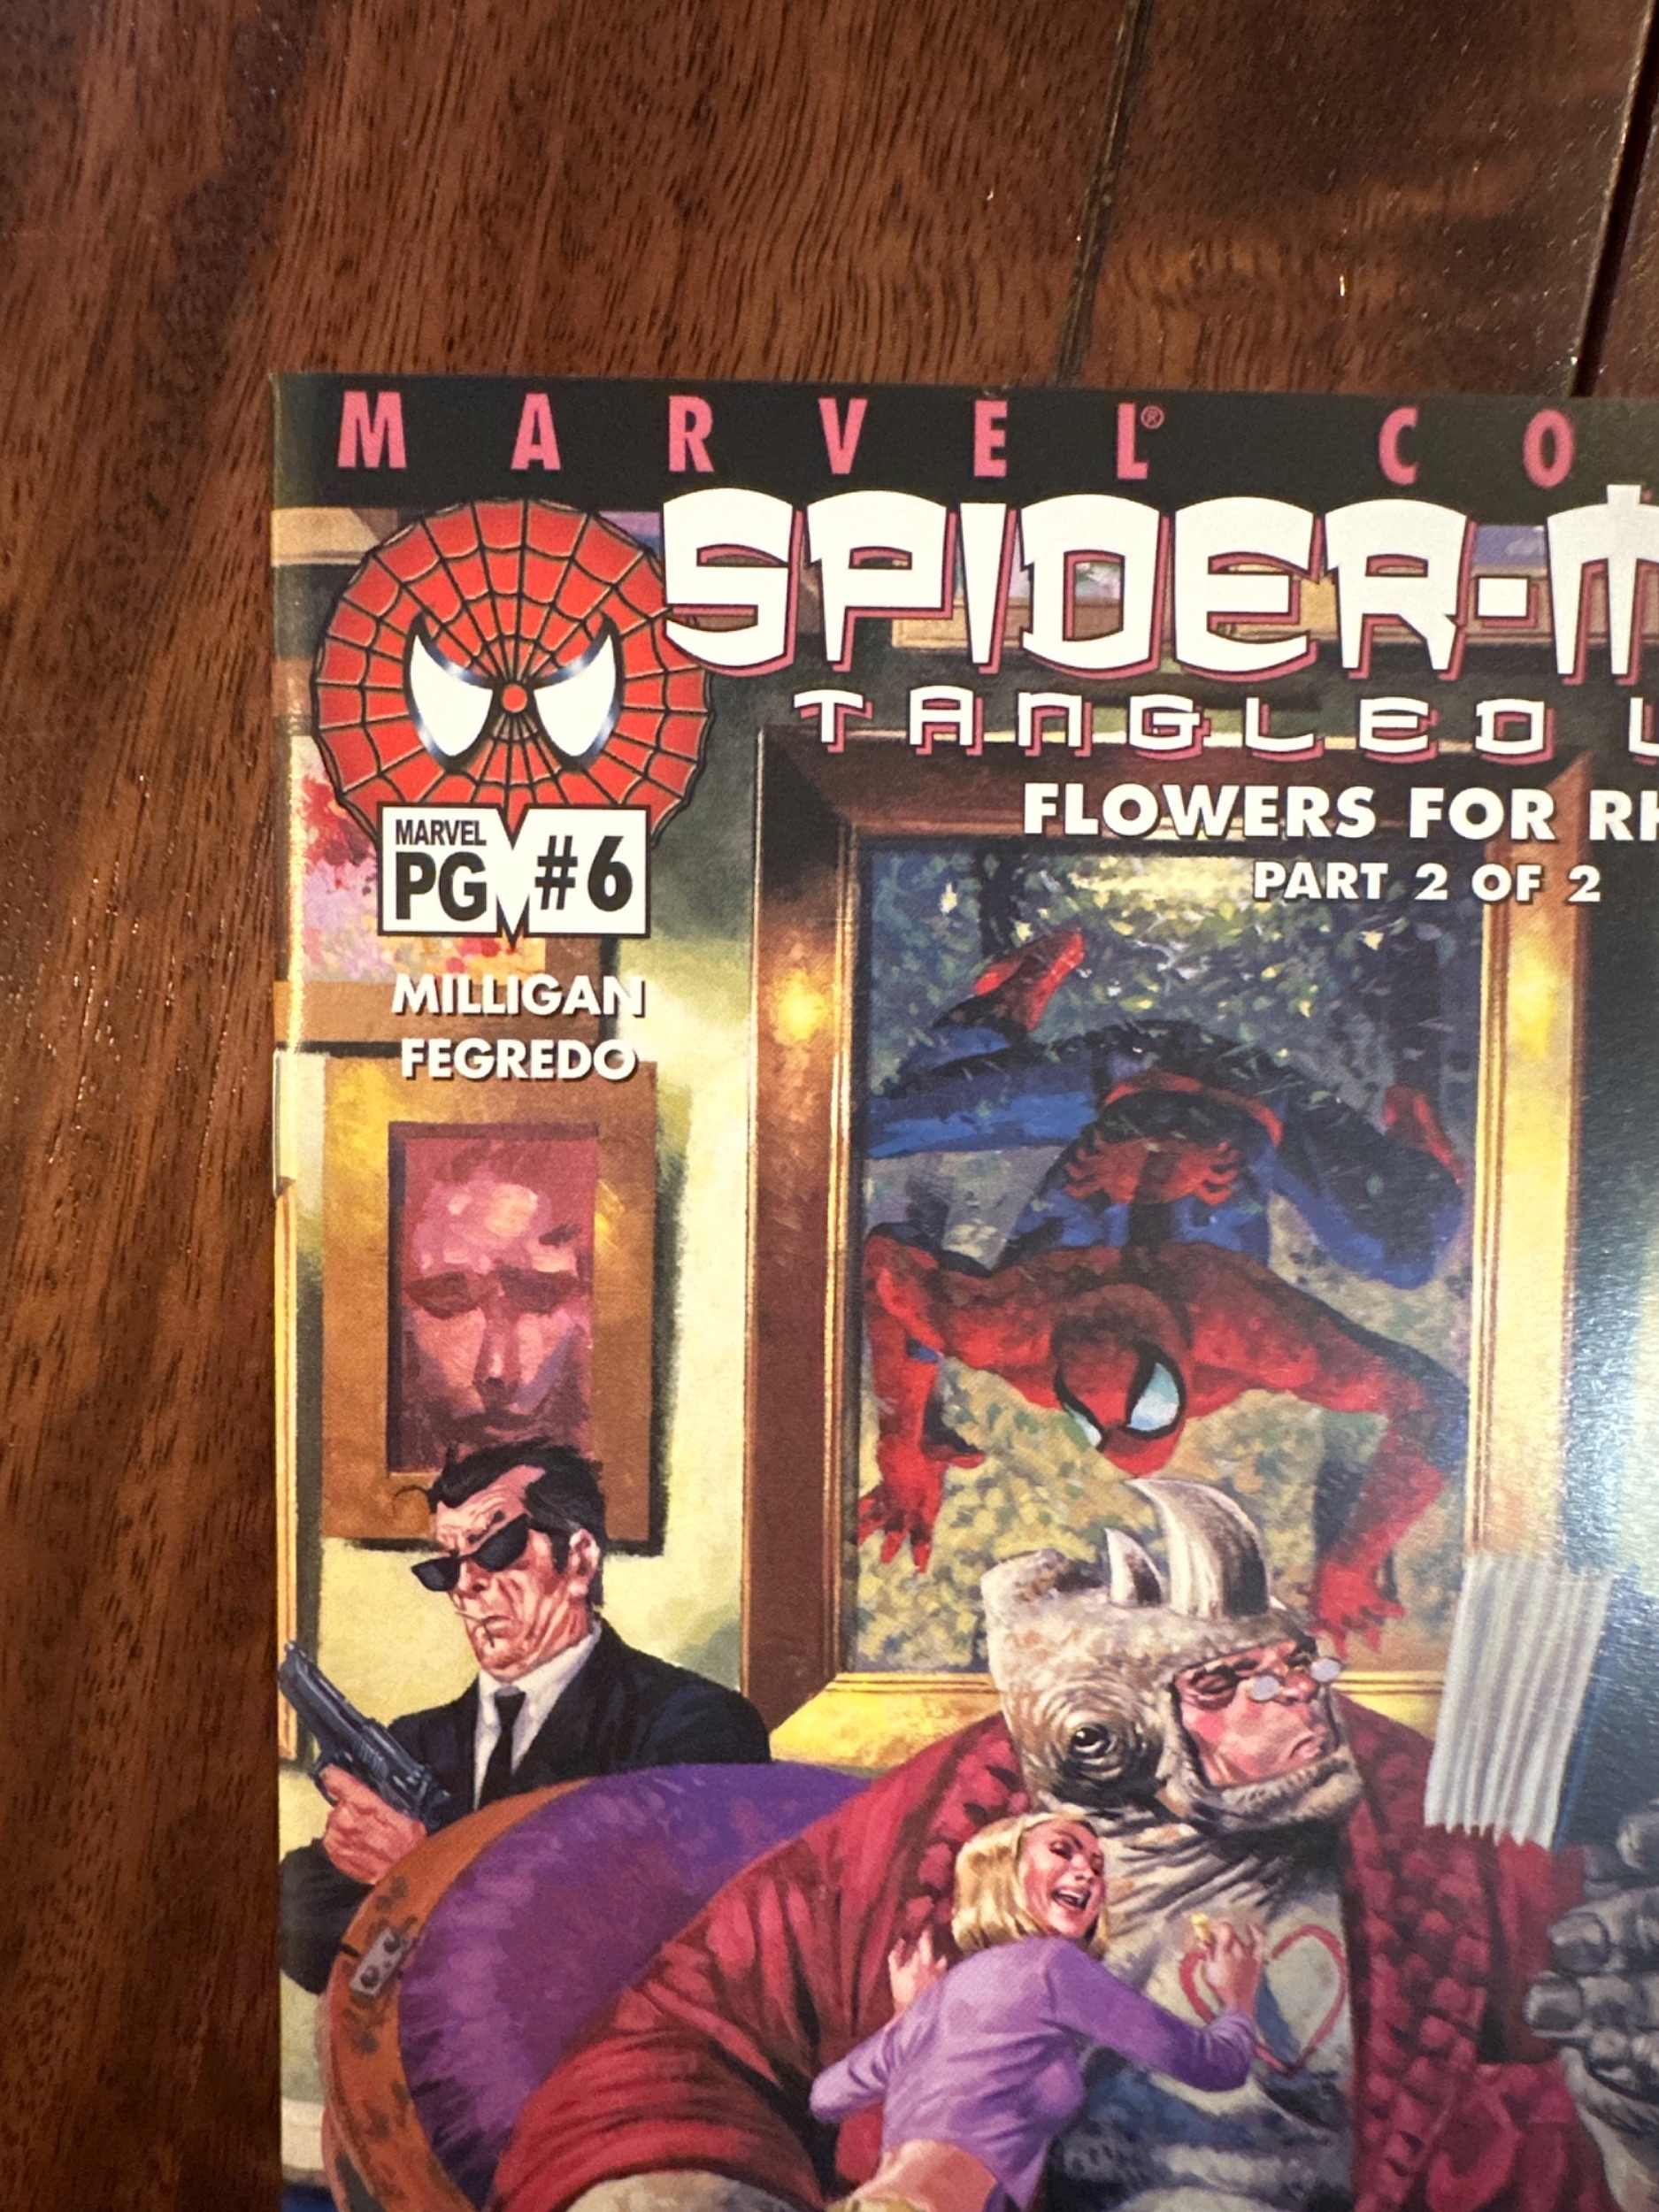 MARVEL® CO
SPIDER-M
TANGLED
FLOWERS FOR RH
PART 2 OF 2
MARVEL
PG
#6
MILLIGAN
FEGREDO